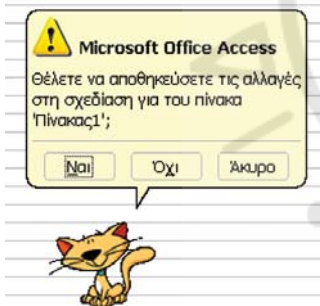 Microsoft Office Access
Θέλετε να αποθηκεύσετε τις αλλαγές
στη σχεδίαση για του πίνακα
'Πίνακας1';
Ναι Όχι Άκυρο